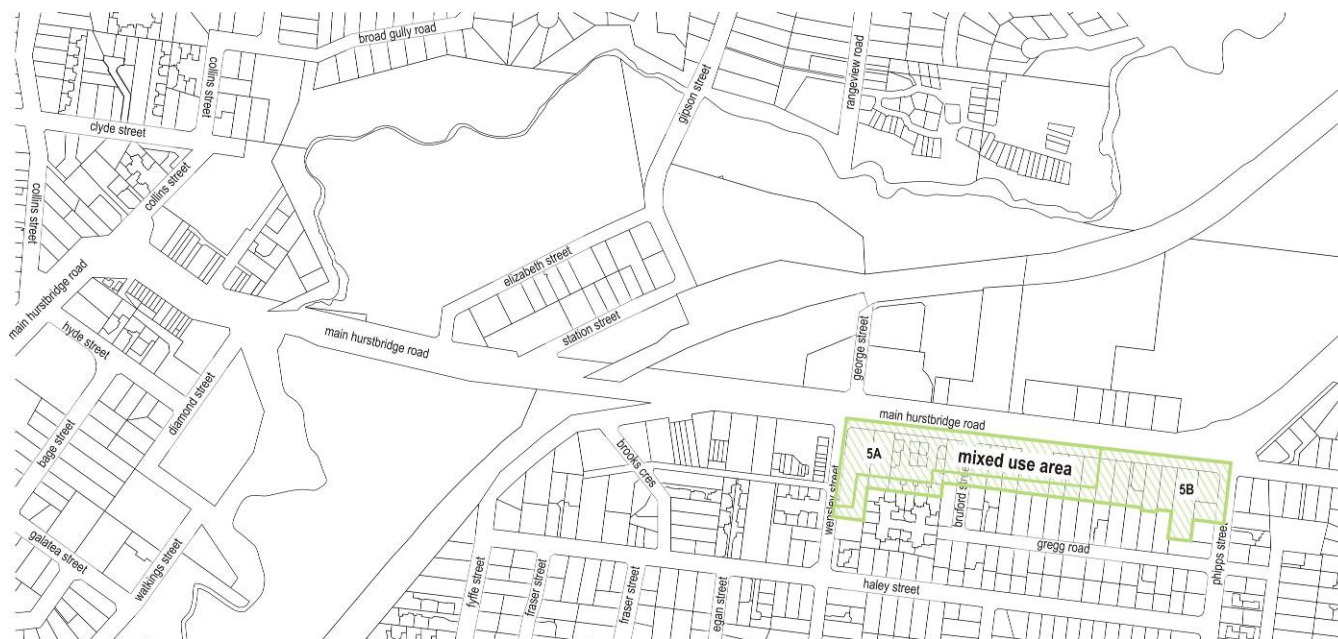 broad gully road
collins street
clyde street
collins street
collins street
gipson street
rangeview road
elizabeth street
station street
main hurstbridge road
main hurstbridge road
hyde street
diamond street
bage street
george street
main hurstbridge road
5A
mixed use area
5B
brooks cres
wensley street
bruford street
gregg road
phipps street
haley street
galatea street
watkings street
fyffe street
fraser street
fraser street
egan street